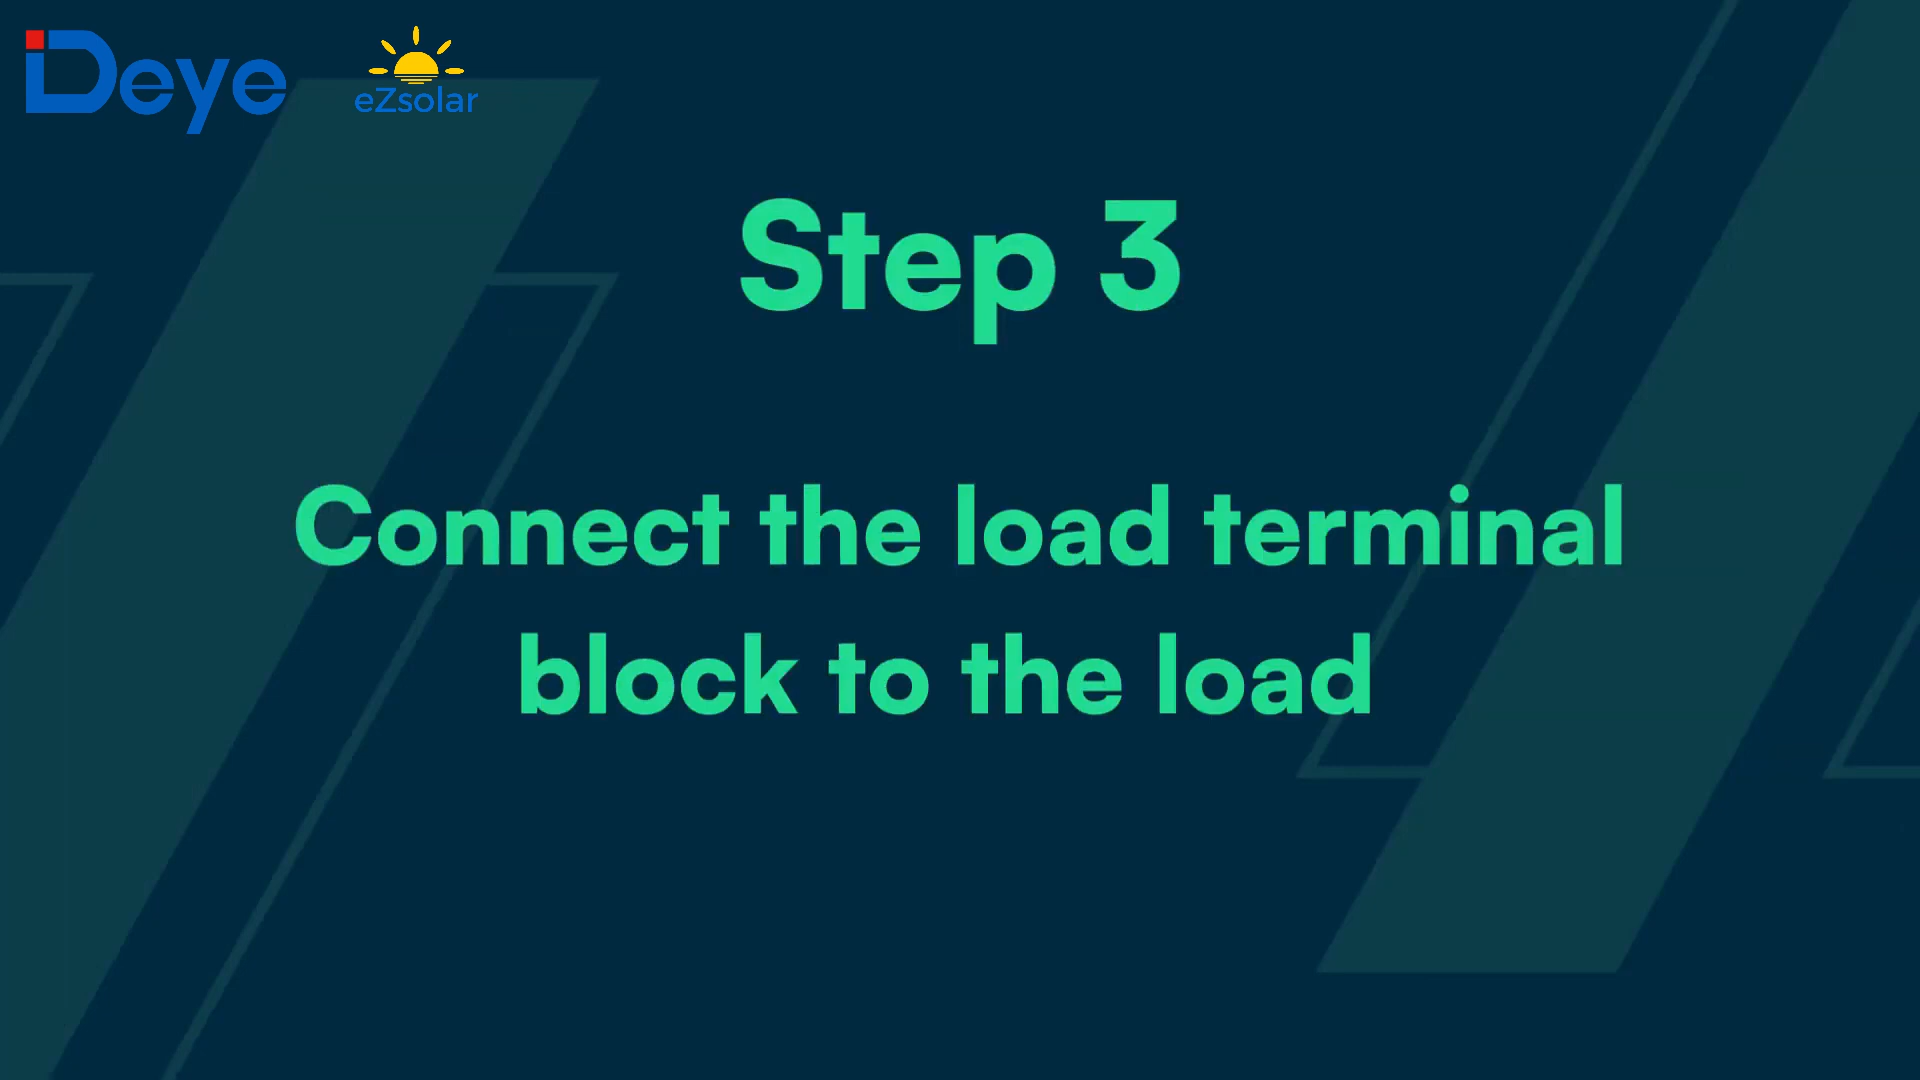 Deye
eZsolar
Step 3
Connect the load terminal
block to the load